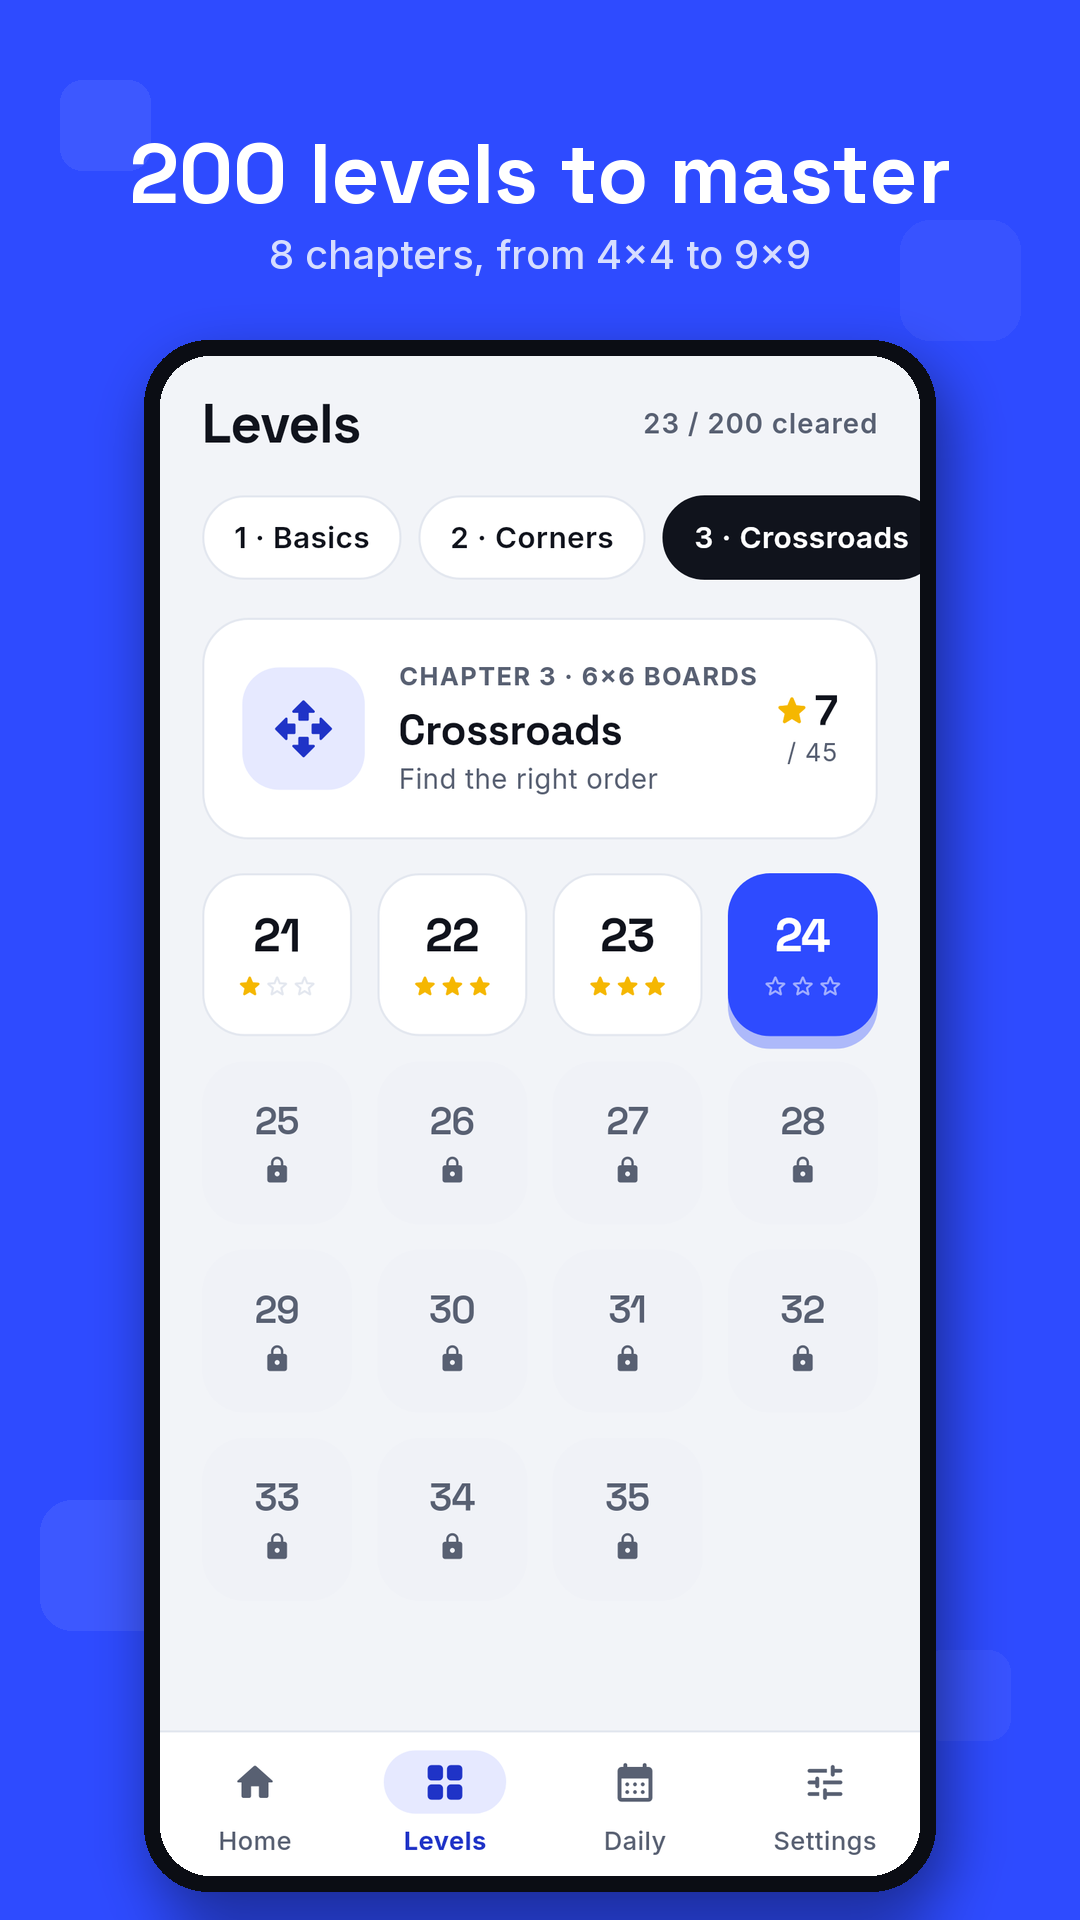 200 levels to master
8 chapters, from 4×4 to 9×9
Levels
23 / 200 cleared
1 · Basics
2 · Corners
3 · Crossroads
CHAPTER 3 · 6×6 BOARDS
Crossroads
Find the right order
7
/ 45
21
22
23
24
25
26
27
28
29
30
31
32
33
34
35
Home
Levels
Daily
Settings